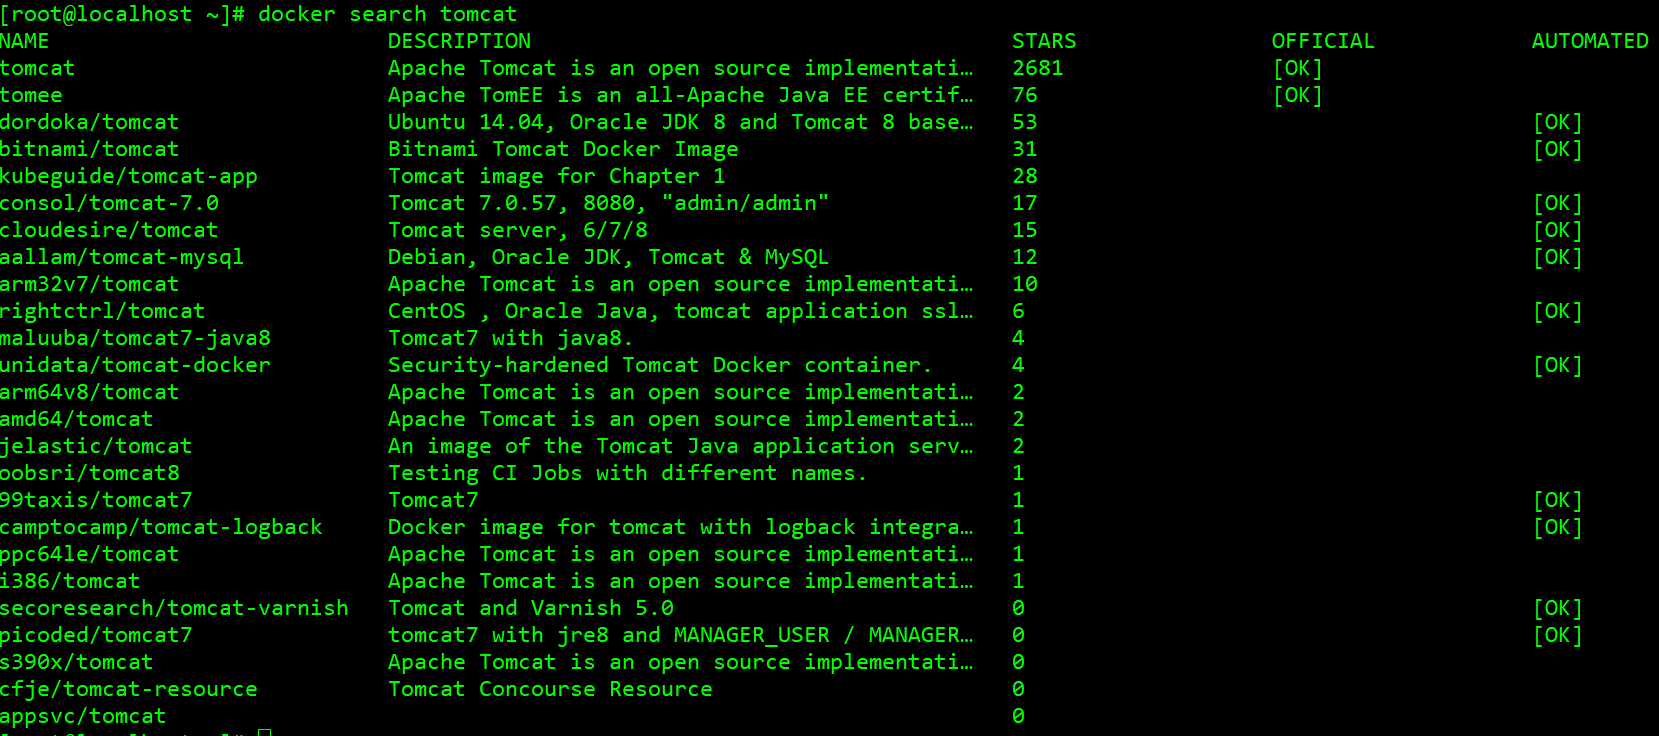 [root@localhost ~]# docker search tomcat
NAME DESCRIPTION STARS OFFICIAL AUTOMATED
tomcat Apache Tomcat is an open source implementati… 2681 [OK]
tomee Apache TomEE is an all-Apache Java EE certif… 76 [OK]
dordoka/tomcat Ubuntu 14.04, Oracle JDK 8 and Tomcat 8 base… 53 [OK]
bitnami/tomcat Bitnami Tomcat Docker Image 31 [OK]
kubeguide/tomcat-app Tomcat image for Chapter 1 28
consol/tomcat-7.0 Tomcat 7.0.57, 8080, "admin/admin" 17 [OK]
cloudesire/tomcat Tomcat server, 6/7/8 15 [OK]
aallam/tomcat-mysql Debian, Oracle JDK, Tomcat & MySQL 12 [OK]
arm32v7/tomcat Apache Tomcat is an open source implementati… 10
rightctrl/tomcat CentOS , Oracle Java, tomcat application ssl… 6 [OK]
maluuba/tomcat7-java8 Tomcat7 with java8. 4
unidata/tomcat-docker Security-hardened Tomcat Docker container. 4 [OK]
arm64v8/tomcat Apache Tomcat is an open source implementati… 2
amd64/tomcat Apache Tomcat is an open source implementati… 2
jelastic/tomcat An image of the Tomcat Java application serv… 2
oobsri/tomcat8 Testing CI Jobs with different names. 1
99taxis/tomcat7 Tomcat7 1 [OK]
camptocamp/tomcat-logback Docker image for tomcat with logback integra… 1 [OK]
ppc64le/tomcat Apache Tomcat is an open source implementati… 1
i386/tomcat Apache Tomcat is an open source implementati… 1
secoresearch/tomcat-varnish Tomcat and Varnish 5.0 0 [OK]
picoded/tomcat7 tomcat7 with jre8 and MANAGER_USER / MANAGER… 0 [OK]
s390x/tomcat Apache Tomcat is an open source implementati… 0
cfje/tomcat-resource Tomcat Concourse Resource 0
appsvc/tomcat 0